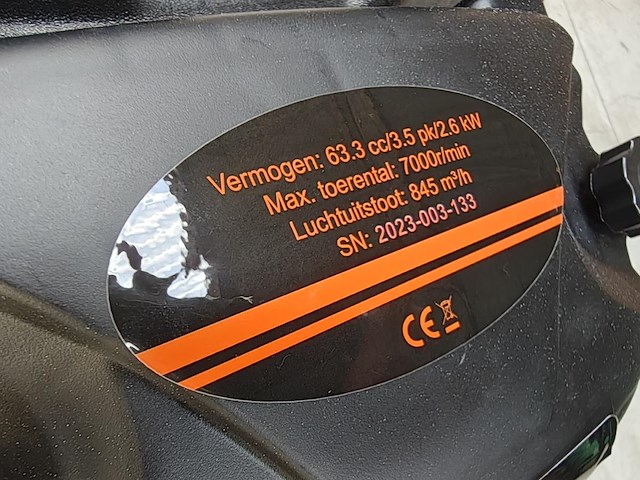 Vermogen: 63.3 cc/3.5 pk/2.6 kW
Max. toerental: 7000r/min
Luchtuitstoot: 845 m³/h
SN: 2023-003-133
CE